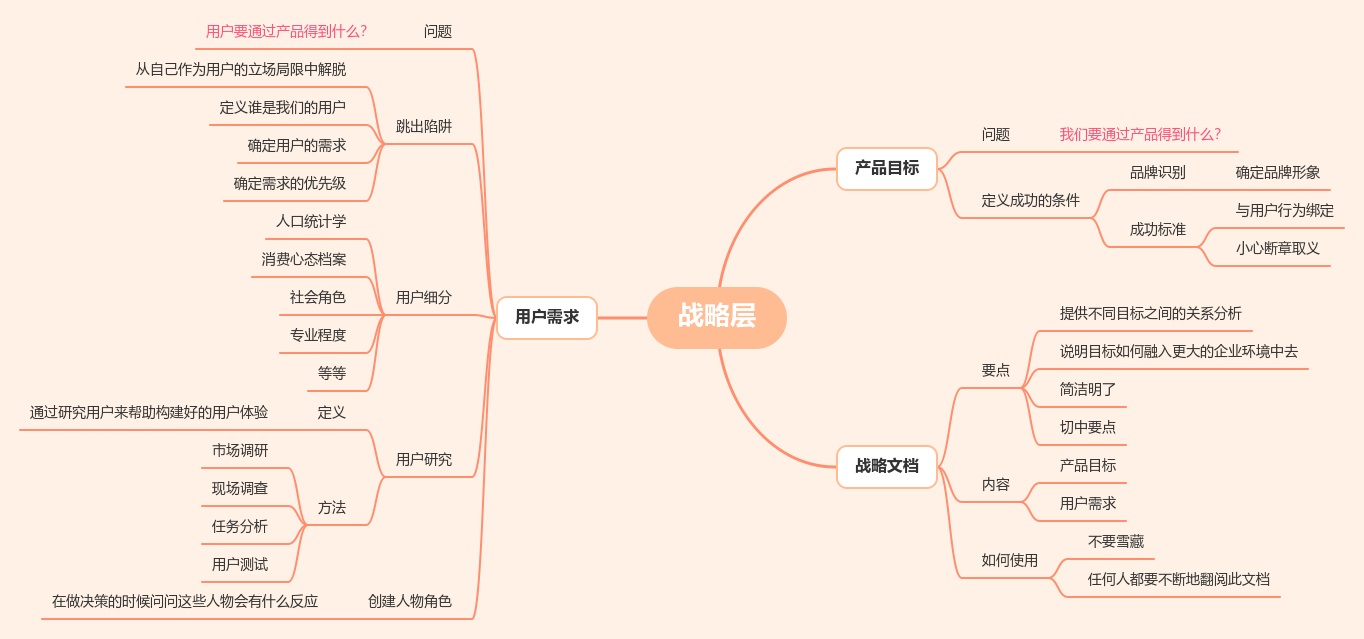 战略层
产品目标
问题
我们要通过产品得到什么？
定义成功的条件
品牌识别
确定品牌形象
成功标准
与用户行为绑定
小心断章取义
战略文档
要点
提供不同目标之间的关系分析
说明目标如何融入更大的企业环境中去
简洁明了
切中要点
内容
产品目标
用户需求
如何使用
不要雪藏
任何人都要不断地翻阅此文档
用户需求
问题
用户要通过产品得到什么？
跳出陷阱
从自己作为用户的立场局限中解脱
定义谁是我们的用户
确定用户的需求
确定需求的优先级
用户细分
人口统计学
消费心态档案
社会角色
专业程度
等等
用户研究
定义
通过研究用户来帮助构建好的用户体验
方法
市场调研
现场调查
任务分析
用户测试
创建人物角色
在做决策的时候问问这些人物会有什么反应